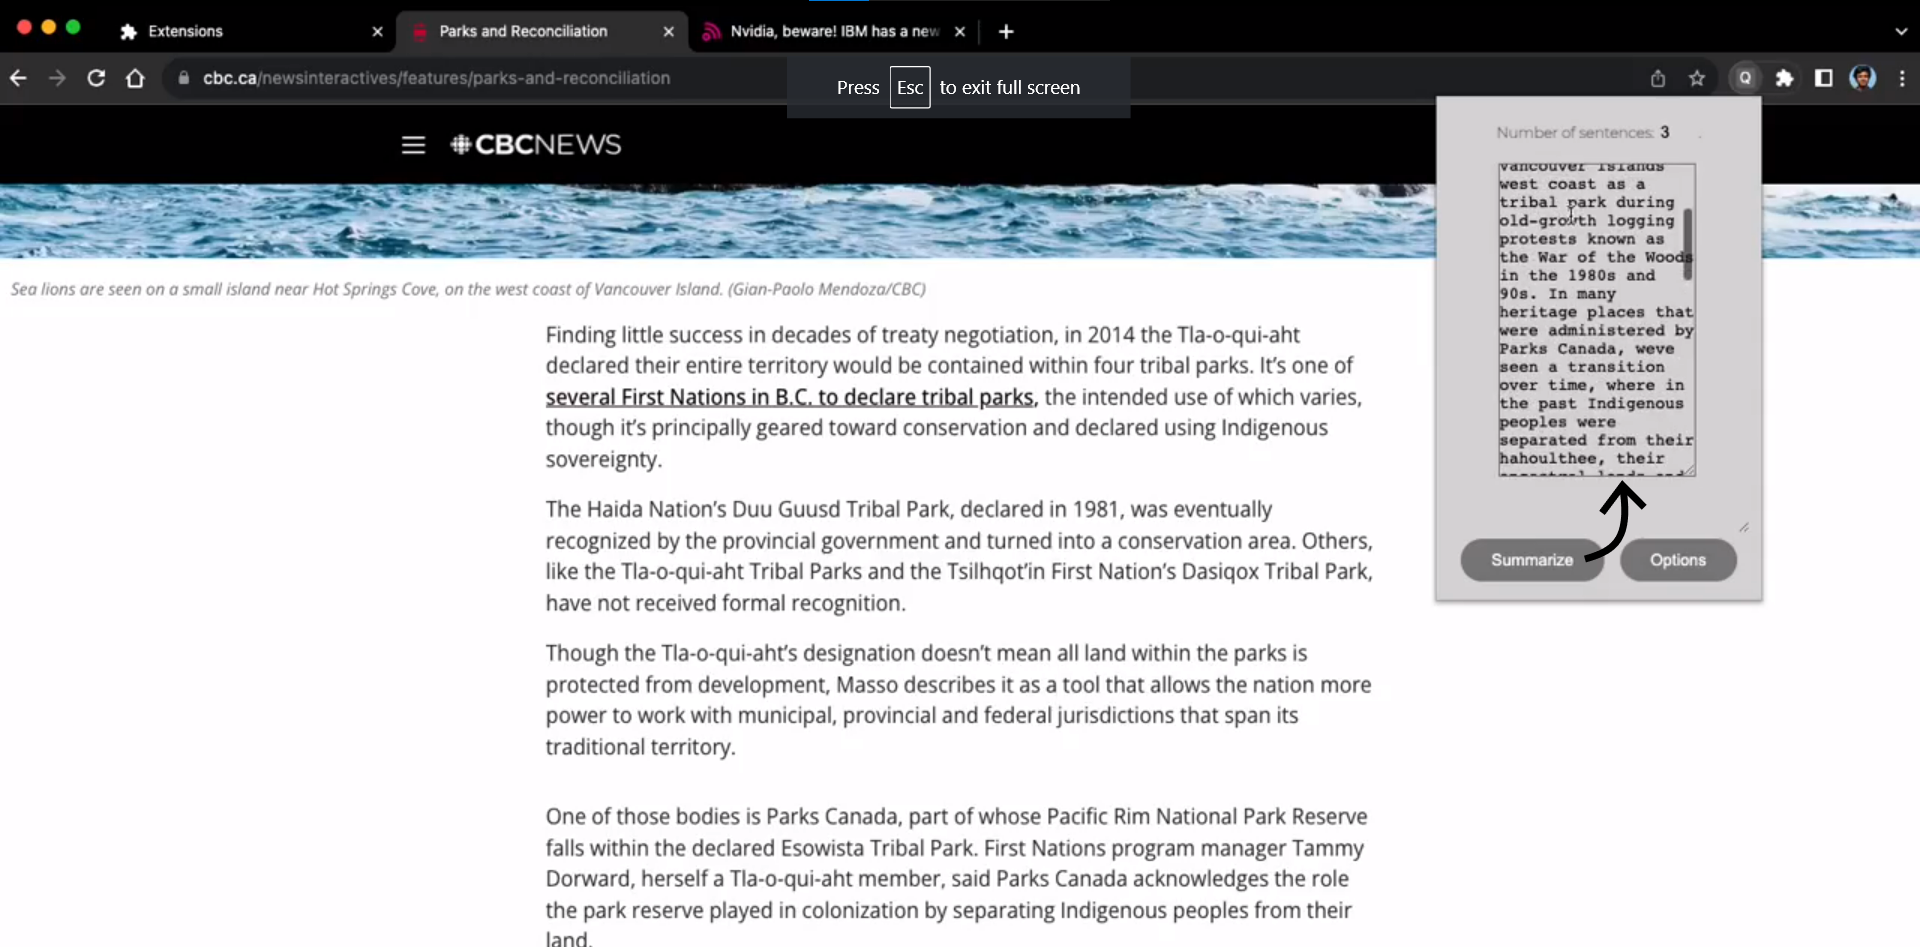 Extensions
Parks and Reconciliation
Nvidia, beware! IBM has a new
cbc.ca/newsinteractives/features/parks-and-reconciliation
Q
Press Esc to exit full screen
CBCNEWS
Sea lions are seen on a small island near Hot Springs Cove, on the west coast of Vancouver Island. (Gian-Paolo Mendoza/CBC)
Finding little success in decades of treaty negotiation, in 2014 the Tla-o-qui-aht
declared their entire territory would be contained within four tribal parks. It’s one of
several First Nations in B.C. to declare tribal parks, the intended use of which varies,
though it’s principally geared toward conservation and declared using Indigenous
sovereignty.
The Haida Nation’s Duu Guusd Tribal Park, declared in 1981, was eventually
recognized by the provincial government and turned into a conservation area. Others,
like the Tla-o-qui-aht Tribal Parks and the Tsilhqot’in First Nation’s Dasiqox Tribal Park,
have not received formal recognition.
Though the Tla-o-qui-aht’s designation doesn’t mean all land within the parks is
protected from development, Masso describes it as a tool that allows the nation more
power to work with municipal, provincial and federal jurisdictions that span its
traditional territory.
One of those bodies is Parks Canada, part of whose Pacific Rim National Park Reserve
falls within the declared Esowista Tribal Park. First Nations program manager Tammy
Dorward, herself a Tla-o-qui-aht member, said Parks Canada acknowledges the role
the park reserve played in colonization by separating Indigenous peoples from their
land.
Number of sentences: 3
Vancouver Islands
west coast as a
tribal park during
old-growth logging
protests known as
the War of the Woods
in the 1980s and
90s. In many
heritage places that
were administered by
Parks Canada, weve
seen a transition
over time, where in
the past Indigenous
peoples were
separated from their
hahoulthee, their
Summarize
Options